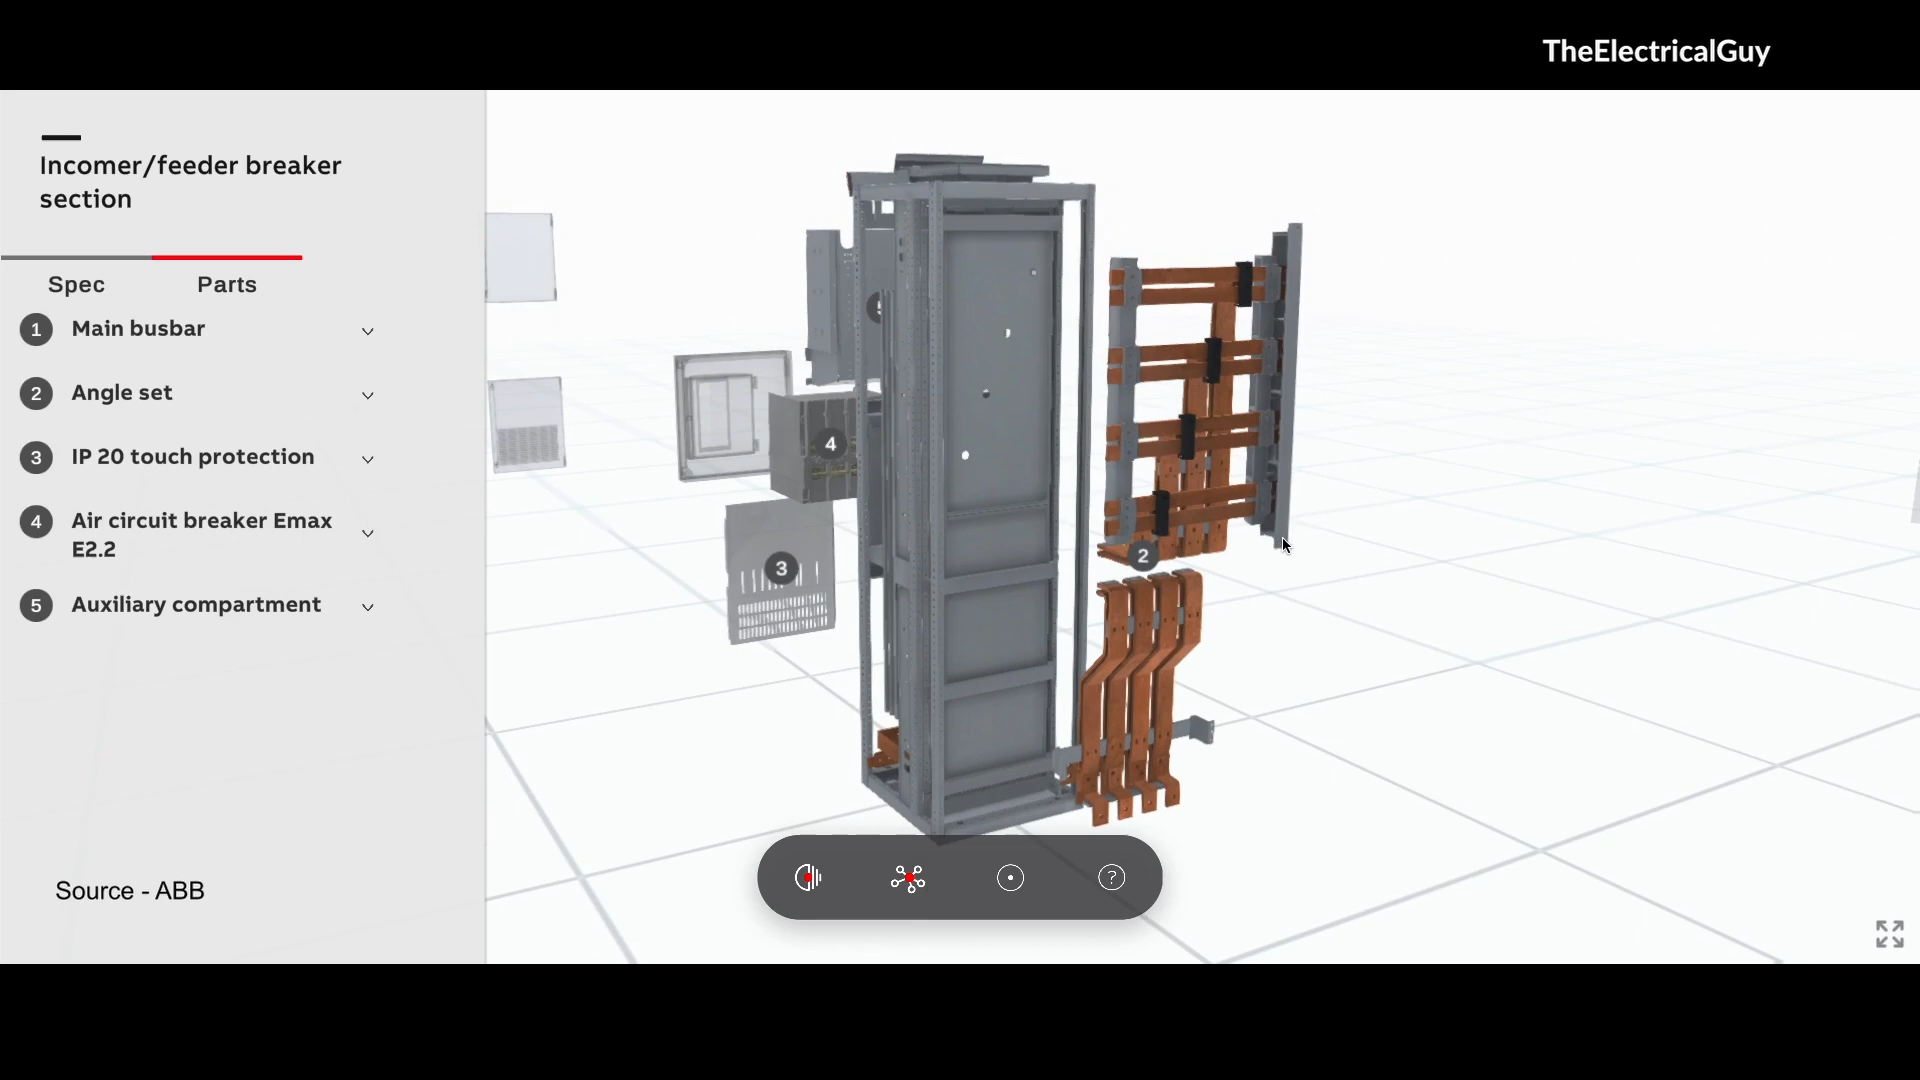 TheElectricalGuy
Incomer/feeder breaker
section
Spec Parts
1 Main busbar
2 Angle set
3 IP 20 touch protection
4 Air circuit breaker Emax
E2.2
5 Auxiliary compartment
4
3
2
Source - ABB
?